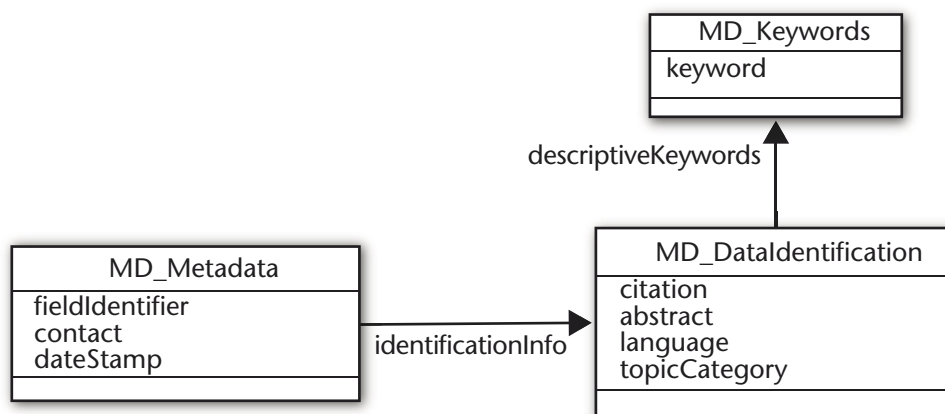 MD_Keywords
keyword
descriptiveKeywords
MD_Metadata
fieldIdentifier
contact
dateStamp
identificationInfo
MD_DataIdentification
citation
abstract
language
topicCategory